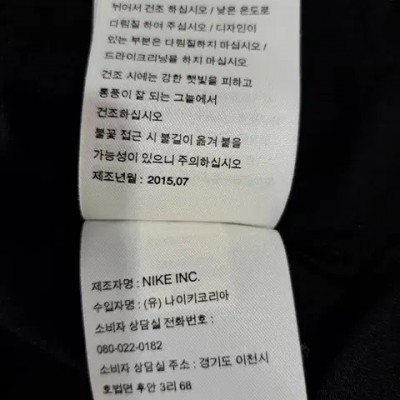 뉘어서 건조 하십시오 / 낮은 온도로
다림질 하여 주십시오 / 디자인이
있는 부분은 다림질하지 마십시오 /
드라이크리닝을 하지 마십시오
건조 시에는 강한 햇빛을 피하고
통풍이 잘 되는 그늘에서
건조하십시오
불꽃 접근 시 불길이 옮겨 붙을
가능성이 있으니 주의하십시오
제조년월 : 2015,07
제조자명 : NIKE INC.
수입자명 : (유) 나이키코리아
소비자 상담실 전화번호 :
080-022-0182
소비자 상담실 주소 : 경기도 이천시
호법면 후안 3리 68